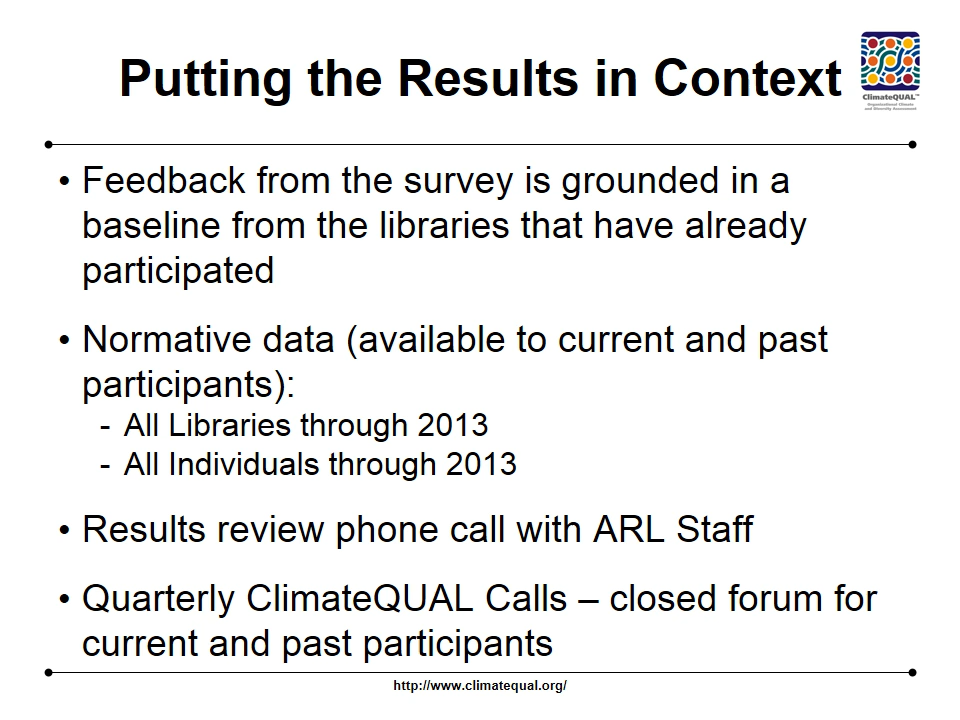 Putting the Results in Context
ClimateQUAL™
Organizational Climate
and Diversity Assessment
• Feedback from the survey is grounded in a
baseline from the libraries that have already
participated
• Normative data (available to current and past
participants):
- All Libraries through 2013
- All Individuals through 2013
• Results review phone call with ARL Staff
• Quarterly ClimateQUAL Calls – closed forum for
current and past participants
http://www.climatequal.org/